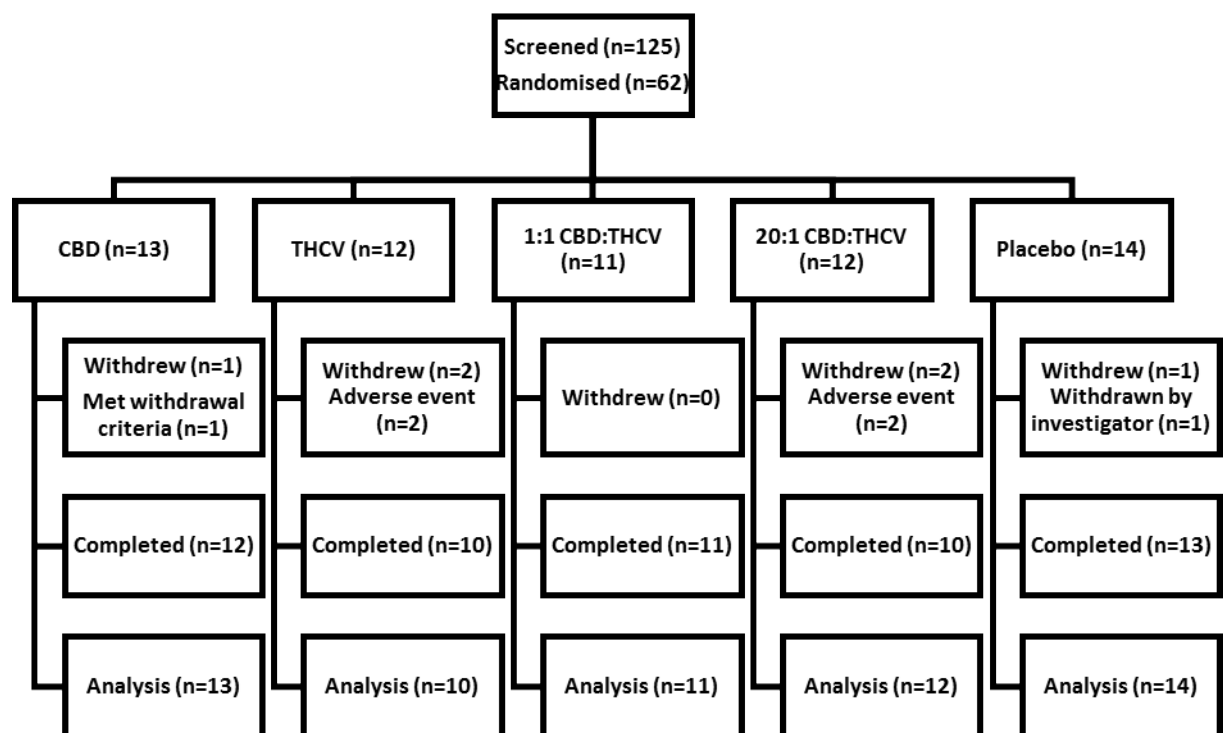 Screened (n=125)
Randomised (n=62)
CBD (n=13)
THCV (n=12)
1:1 CBD:THCV
(n=11)
20:1 CBD:THCV
(n=12)
Placebo (n=14)
Withdrew (n=1)
Met withdrawal
criteria (n=1)
Withdrew (n=2)
Adverse event
(n=2)
Withdrew (n=0)
Withdrew (n=2)
Adverse event
(n=2)
Withdrew (n=1)
Withdrawn by
investigator (n=1)
Completed (n=12)
Completed (n=10)
Completed (n=11)
Completed (n=10)
Completed (n=13)
Analysis (n=13)
Analysis (n=10)
Analysis (n=11)
Analysis (n=12)
Analysis (n=14)